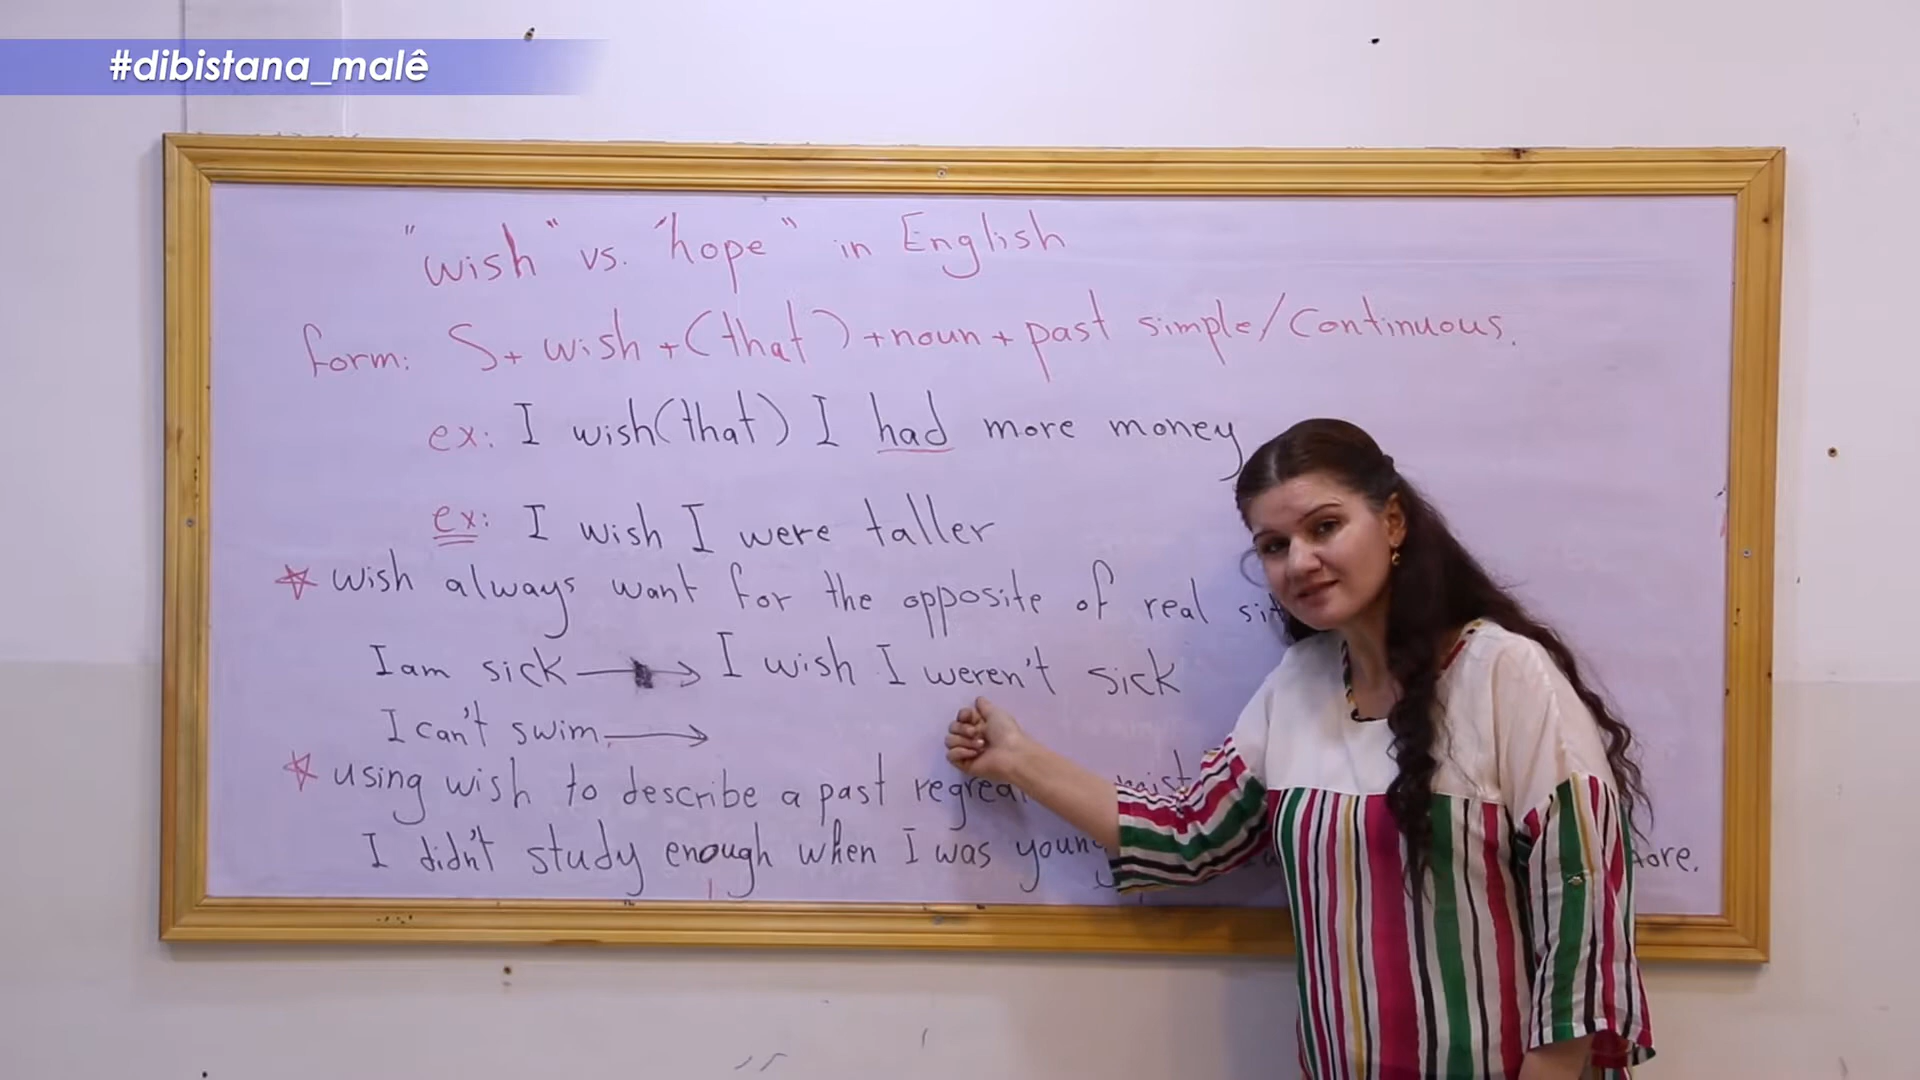 #dibistana_malê
"wish" vs. "hope" in English
form: S+ wish +(that) +noun+ past simple/Continuous.
ex: I wish(that) I had more money
ex: I wish I were taller
☆ wish always want for the opposite of real
I am sick → I wish I weren't sick
I can't swim. →
☆ using wish to describe a past
I didn't study enough when I was